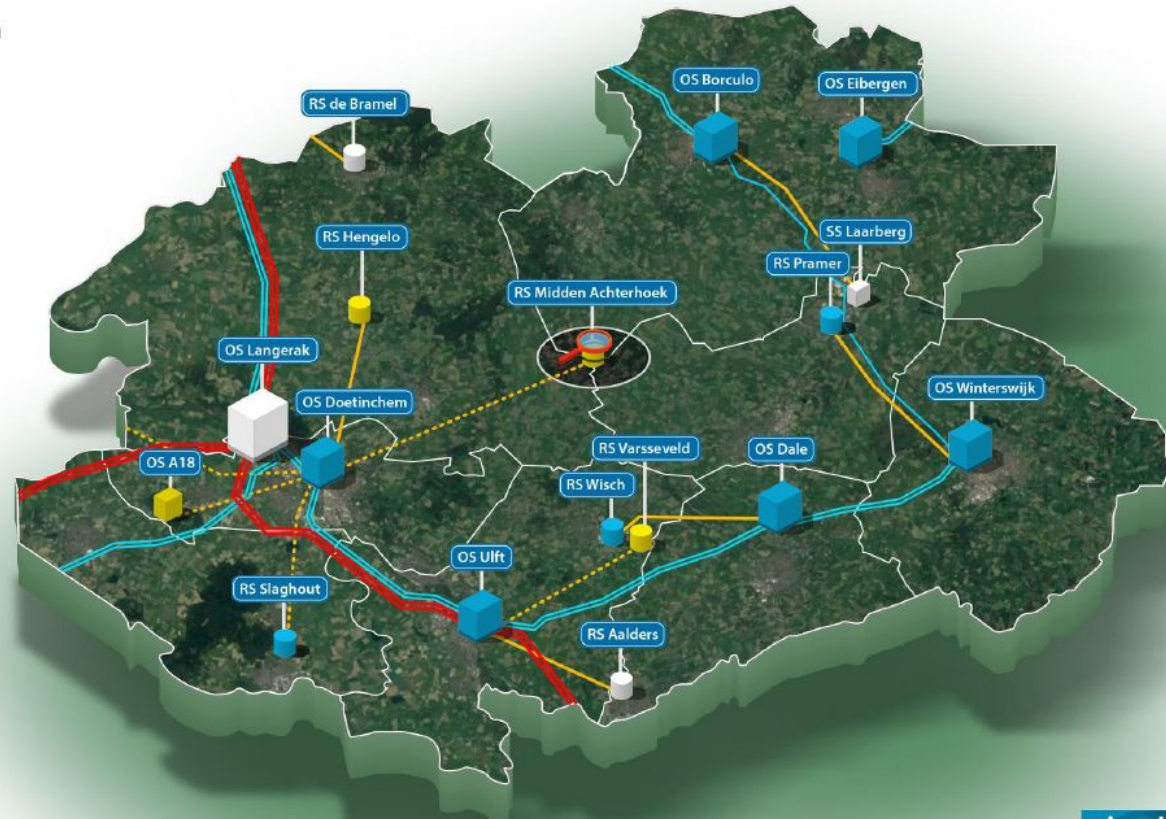 OS Borculo
OS Eibergen
RS de Bramel
RS Hengelo
SS Laarberg
RS Pramer
RS Midden Achterhoek
OS Langerak
OS Winterswijk
OS Doetinchem
RS Varsseveld
OS Dale
OS A18
RS Wisch
OS Ulft
RS Slaghout
RS Aalders